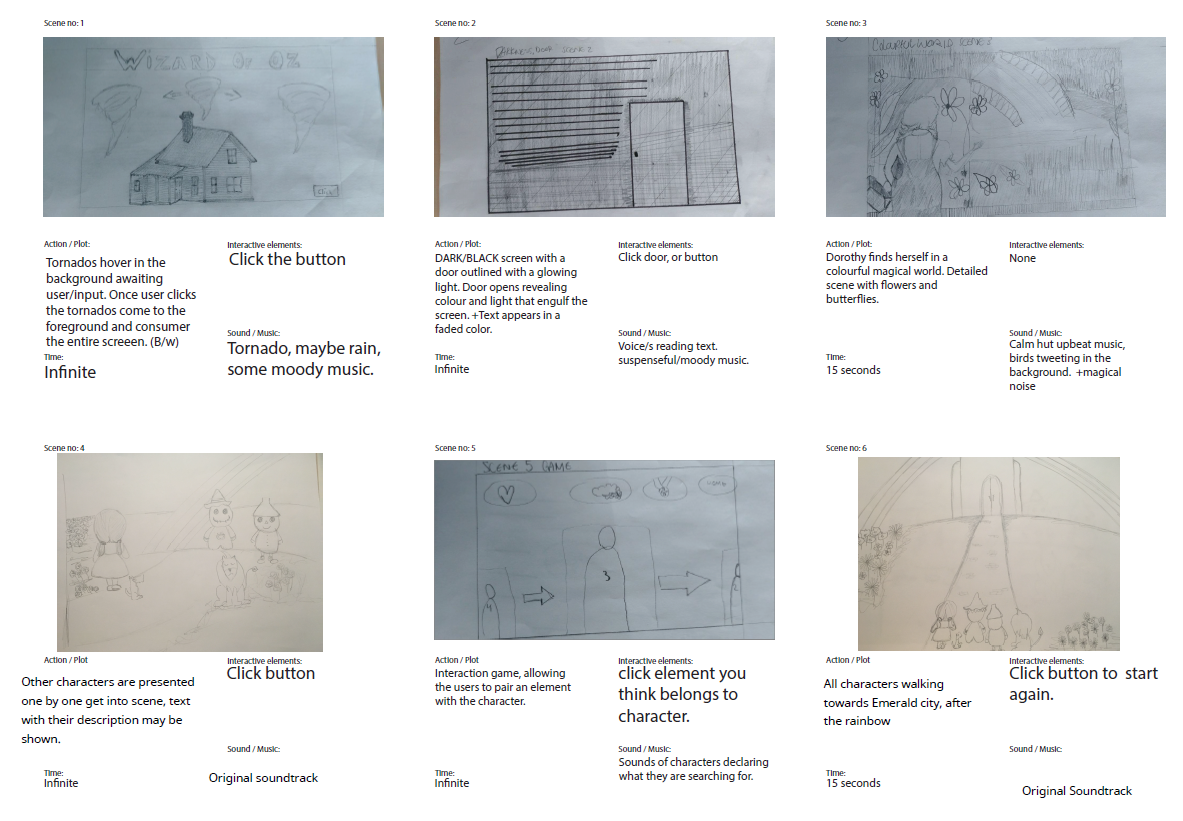 Scene no: 1
WIZARD OF OZ
Click
Action / Plot:
Tornados hover in the
background awaiting
user/input. Once user clicks
the tornados come to the
foreground and consumer
the entire screeen. (B/w)
Time:
Infinite
Interactive elements:
Click the button
Sound / Music:
Tornado, maybe rain,
some moody music.
Scene no: 2
DARKNESS, DOOR SCENE 2
Action / Plot:
DARK/BLACK screen with a
door outlined with a glowing
light. Door opens revealing
colour and light that engulf the
screen. +Text appears in a
faded color.
Time:
Infinite
Interactive elements:
Click door, or button
Sound / Music:
Voice/s reading text.
suspenseful/moody music.
Scene no: 3
COLORFUL WORLD SCENE 3
Action / Plot:
Dorothy finds herself in a
colourful magical world. Detailed
scene with flowers and
butterflies.
Time:
15 seconds
Interactive elements:
None
Sound / Music:
Calm hut upbeat music,
birds tweeting in the
background. +magical
noise
Scene no: 4
Action / Plot
Other characters are presented
one by one get into scene, text
with their description may be
shown.
Time:
Infinite
Interactive elements:
Click button
Sound / Music:
Original soundtrack
Scene no: 5
SCENE 5 GAME
HOME
3
Action / Plot
Interaction game, allowing
the users to pair an element
with the character.
Time:
Infinite
Interactive elements:
click element you
think belongs to
character.
Sound / Music:
Sounds of characters declaring
what they are searching for.
Scene no: 6
Action / Plot
All characters walking
towards Emerald city, after
the rainbow
Time:
15 seconds
Interactive elements:
Click button to start
again.
Sound / Music:
Original Soundtrack